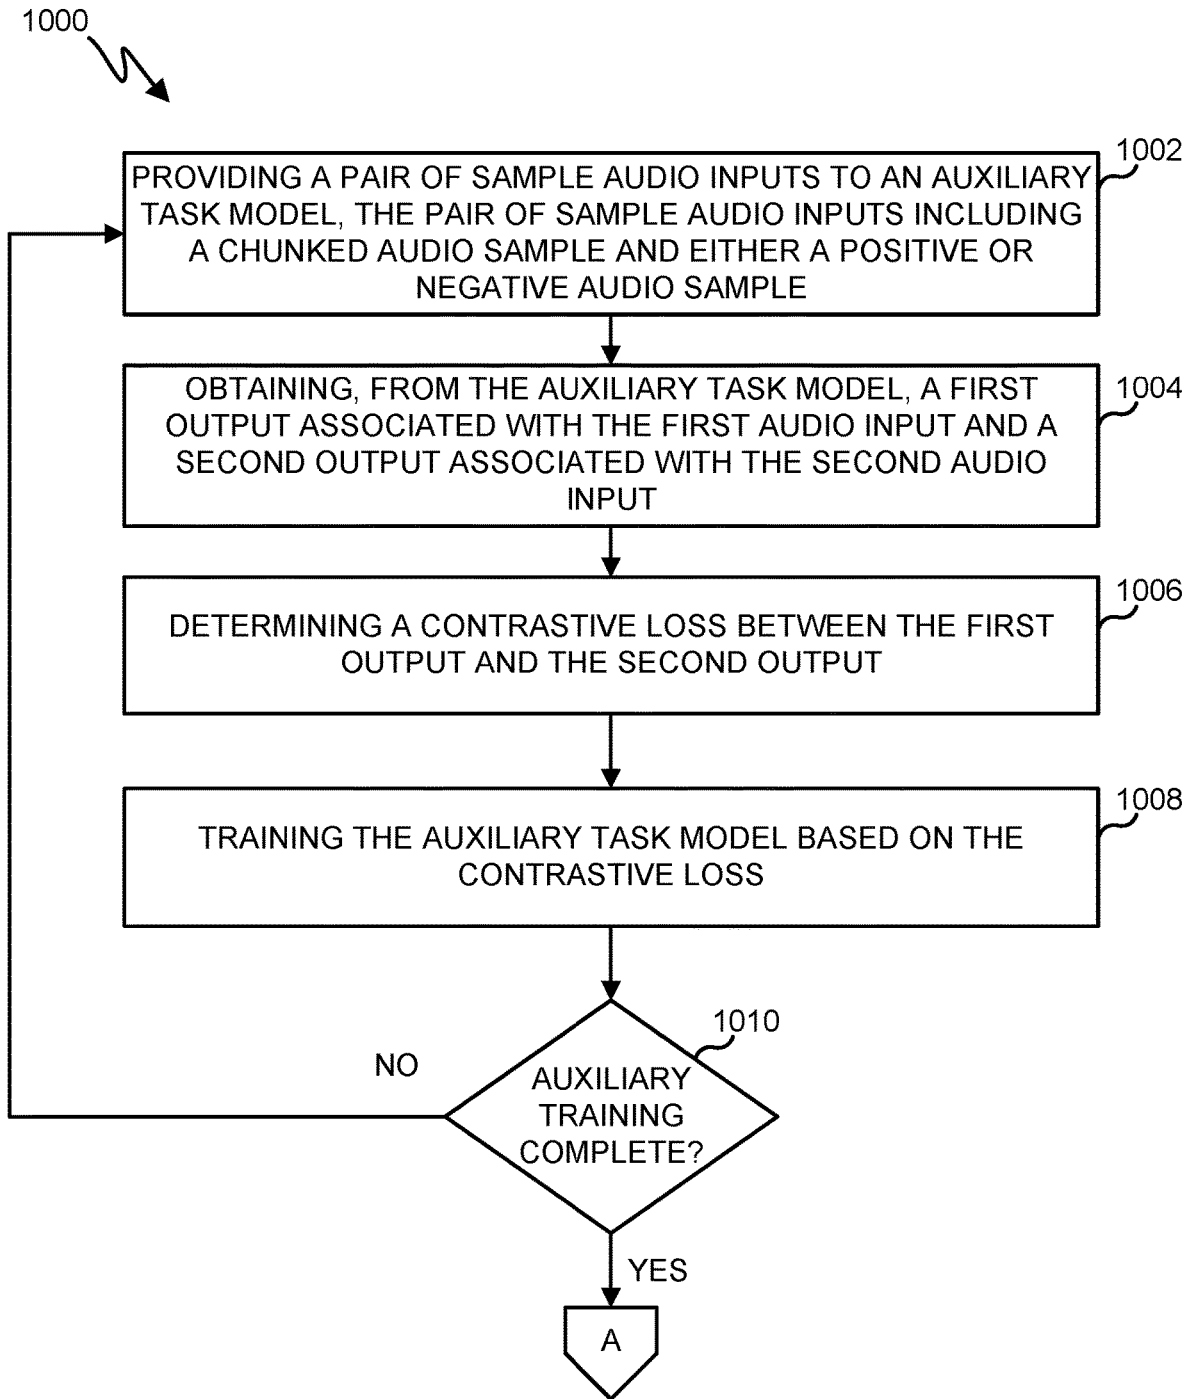 1000
1002
PROVIDING A PAIR OF SAMPLE AUDIO INPUTS TO AN AUXILIARY
TASK MODEL, THE PAIR OF SAMPLE AUDIO INPUTS INCLUDING
A CHUNKED AUDIO SAMPLE AND EITHER A POSITIVE OR
NEGATIVE AUDIO SAMPLE
1004
OBTAINING, FROM THE AUXILIARY TASK MODEL, A FIRST
OUTPUT ASSOCIATED WITH THE FIRST AUDIO INPUT AND A
SECOND OUTPUT ASSOCIATED WITH THE SECOND AUDIO
INPUT
1006
DETERMINING A CONTRASTIVE LOSS BETWEEN THE FIRST
OUTPUT AND THE SECOND OUTPUT
1008
TRAINING THE AUXILIARY TASK MODEL BASED ON THE
CONTRASTIVE LOSS
1010
NO
AUXILIARY
TRAINING
COMPLETE?
YES
A